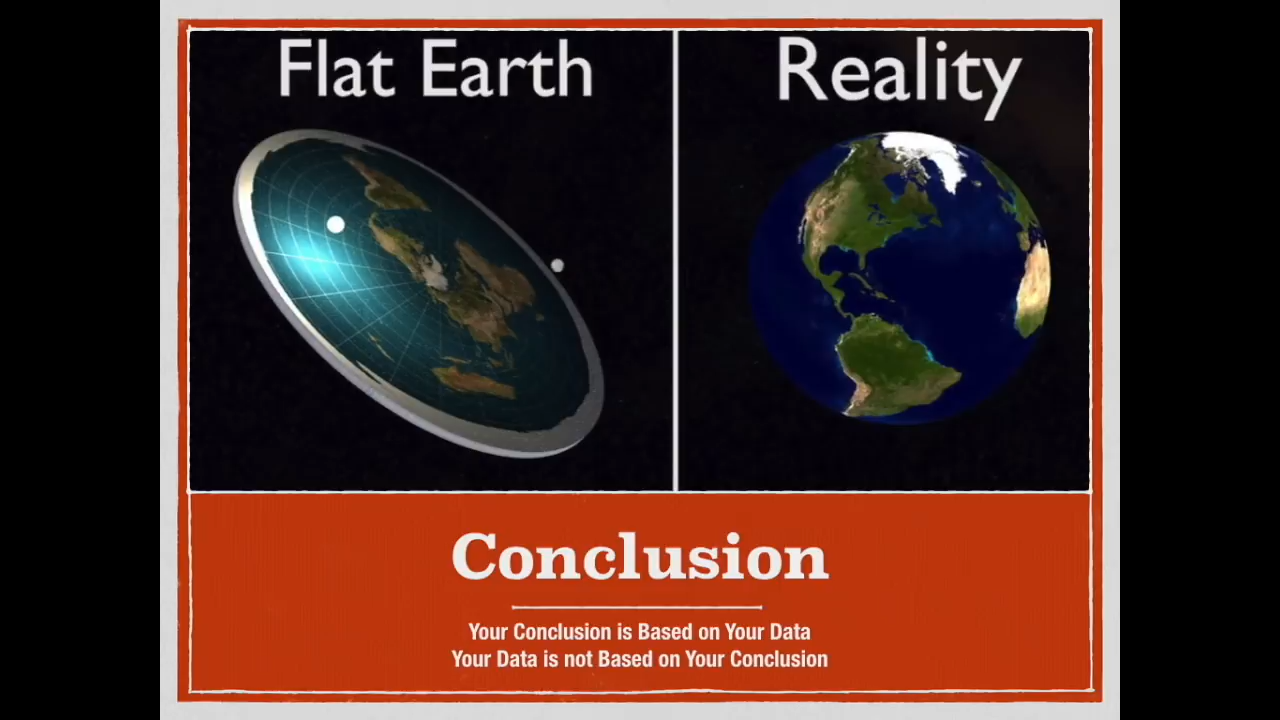 Flat Earth
Reality
Conclusion
Your Conclusion is Based on Your Data
Your Data is not Based on Your Conclusion